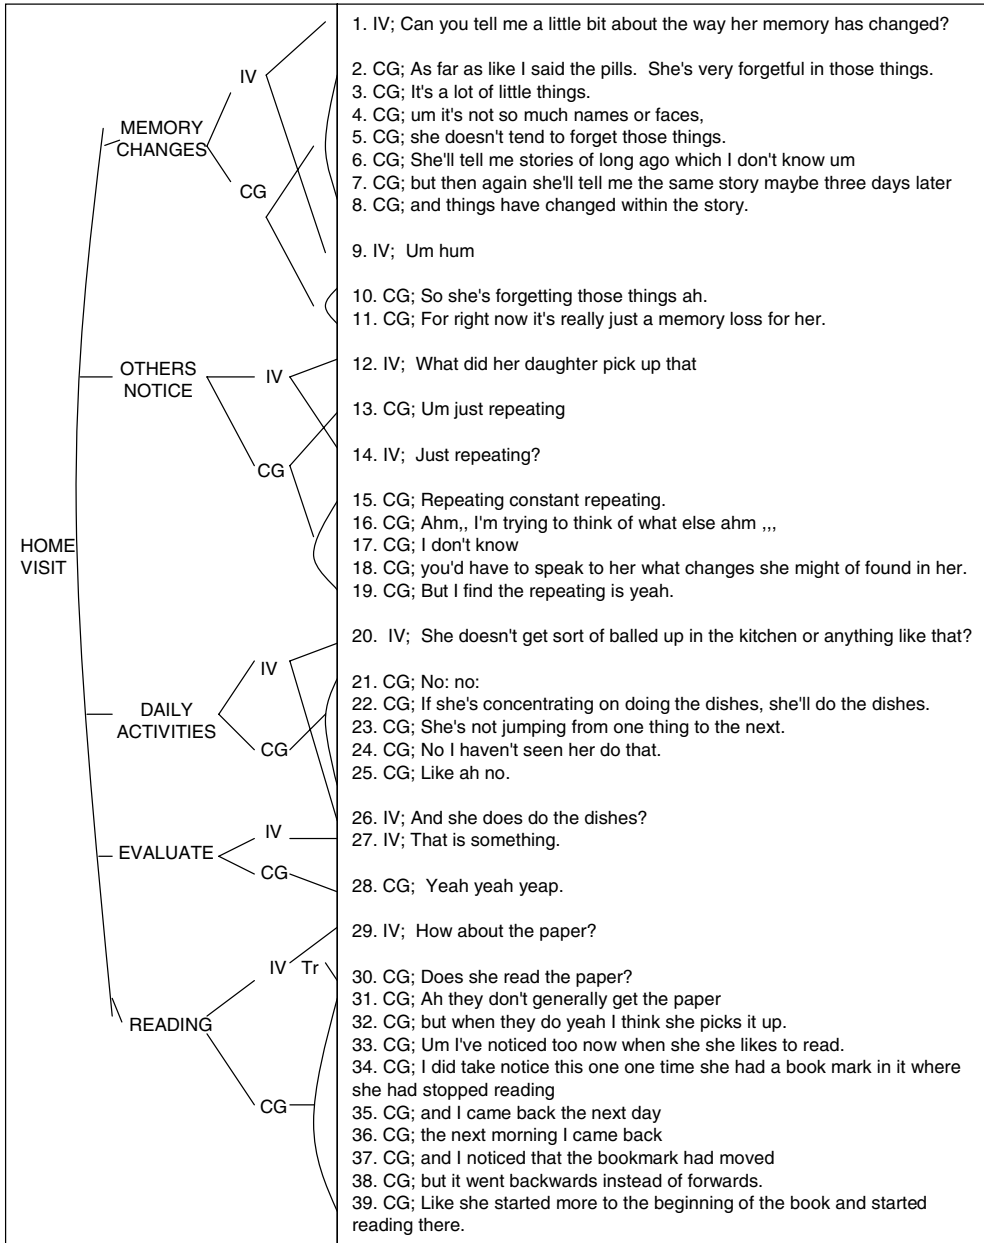 1. IV; Can you tell me a little bit about the way her memory has changed?
2. CG; As far as like I said the pills.  She's very forgetful in those things.
IV
3. CG; It's a lot of little things.
4. CG; um it's not so much names or faces,
MEMORY
CHANGES
5. CG; she doesn't tend to forget those things.
6. CG; She'll tell me stories of long ago which I don't know um
7. CG; but then again she'll tell me the same story maybe three days later
CG
8. CG; and things have changed within the story.
9. IV;  Um hum
10. CG; So she's forgetting those things ah.
11. CG; For right now it's really just a memory loss for her.
OTHERS
NOTICE
IV
12. IV;  What did her daughter pick up that
13. CG; Um just repeating
14. IV;  Just repeating?
CG
15. CG; Repeating constant repeating.
16. CG; Ahm,, I'm trying to think of what else ahm ,,,
17. CG; I don't know
HOME
VISIT
18. CG; you'd have to speak to her what changes she might of found in her.
19. CG; But I find the repeating is yeah.
20.  IV;  She doesn't get sort of balled up in the kitchen or anything like that?
IV
21. CG; No: no:
22. CG; If she's concentrating on doing the dishes, she'll do the dishes.
DAILY
ACTIVITIES
23. CG; She's not jumping from one thing to the next.
24. CG; No I haven't seen her do that.
CG
25. CG; Like ah no.
26. IV; And she does do the dishes?
IV
27. IV; That is something.
EVALUATE
CG
28. CG;  Yeah yeah yeap.
29. IV;  How about the paper?
IV Tr
30. CG; Does she read the paper?
31. CG; Ah they don't generally get the paper
READING
32. CG; but when they do yeah I think she picks it up.
33. CG; Um I've noticed too now when she she likes to read.
34. CG; I did take notice this one one time she had a book mark in it where
she had stopped reading
CG
35. CG; and I came back the next day
36. CG; the next morning I came back
37. CG; and I noticed that the bookmark had moved
38. CG; but it went backwards instead of forwards.
39. CG; Like she started more to the beginning of the book and started
reading there.